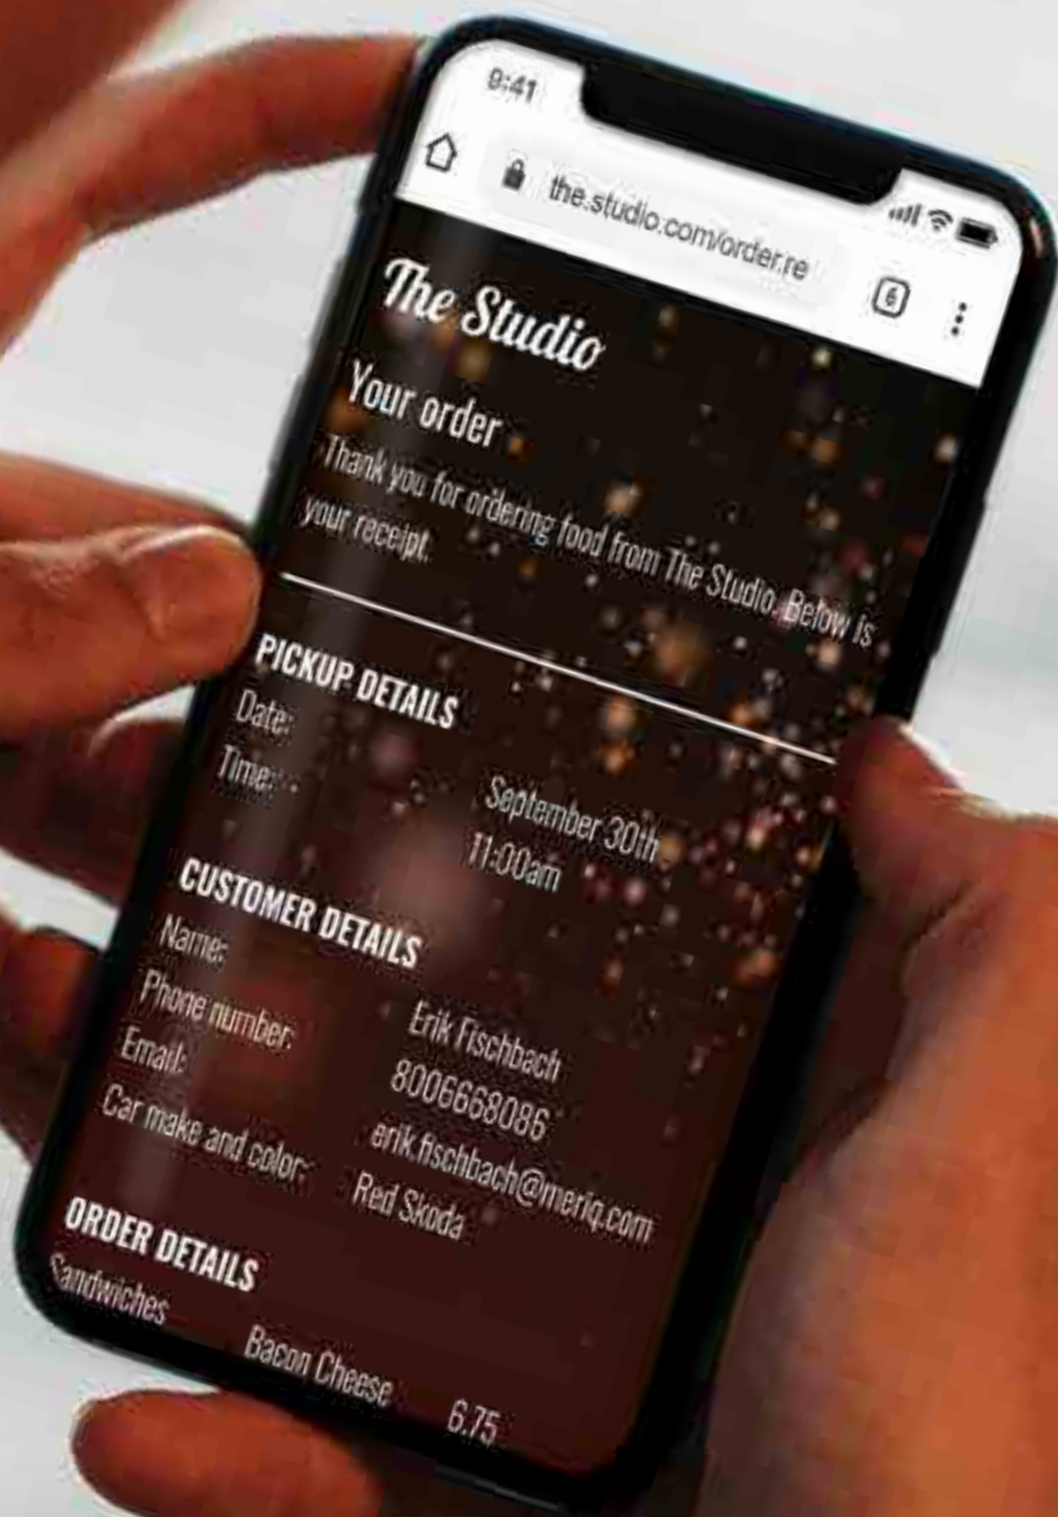 9:41
the.studio.com/order.re
6
The Studio
Your order
Thank you for ordering food from The Studio. Below is
your receipt.
PICKUP DETAILS
Date: September 30th
Time: 11:00am
CUSTOMER DETAILS
Name: Erik Fischbach
Phone number: 8006668086
Email: erik.fischbach@meriq.com
Car make and color: Red Skoda
ORDER DETAILS
Sandwiches Bacon Cheese 6.75